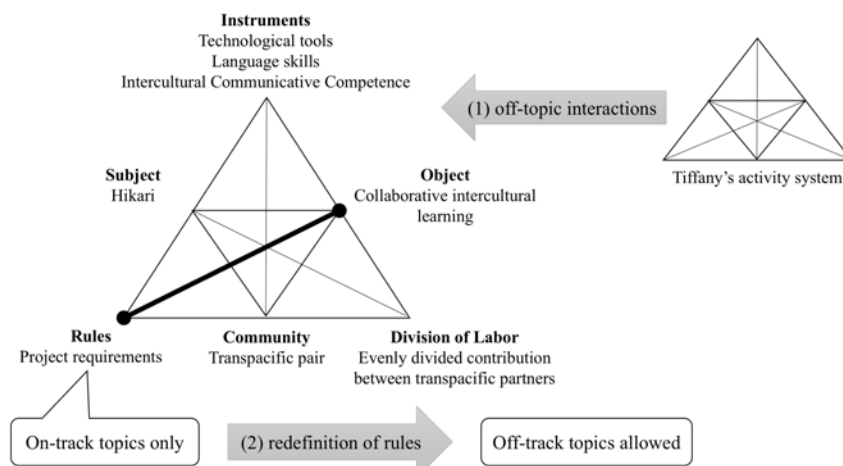 Instruments
Technological tools
Language skills
Intercultural Communicative Competence
(1) off-topic interactions
Tiffany's activity system
Subject
Hikari
Object
Collaborative intercultural
learning
Rules
Project requirements
Community
Transpacific pair
Division of Labor
Evenly divided contribution
between transpacific partners
On-track topics only
(2) redefinition of rules
Off-track topics allowed